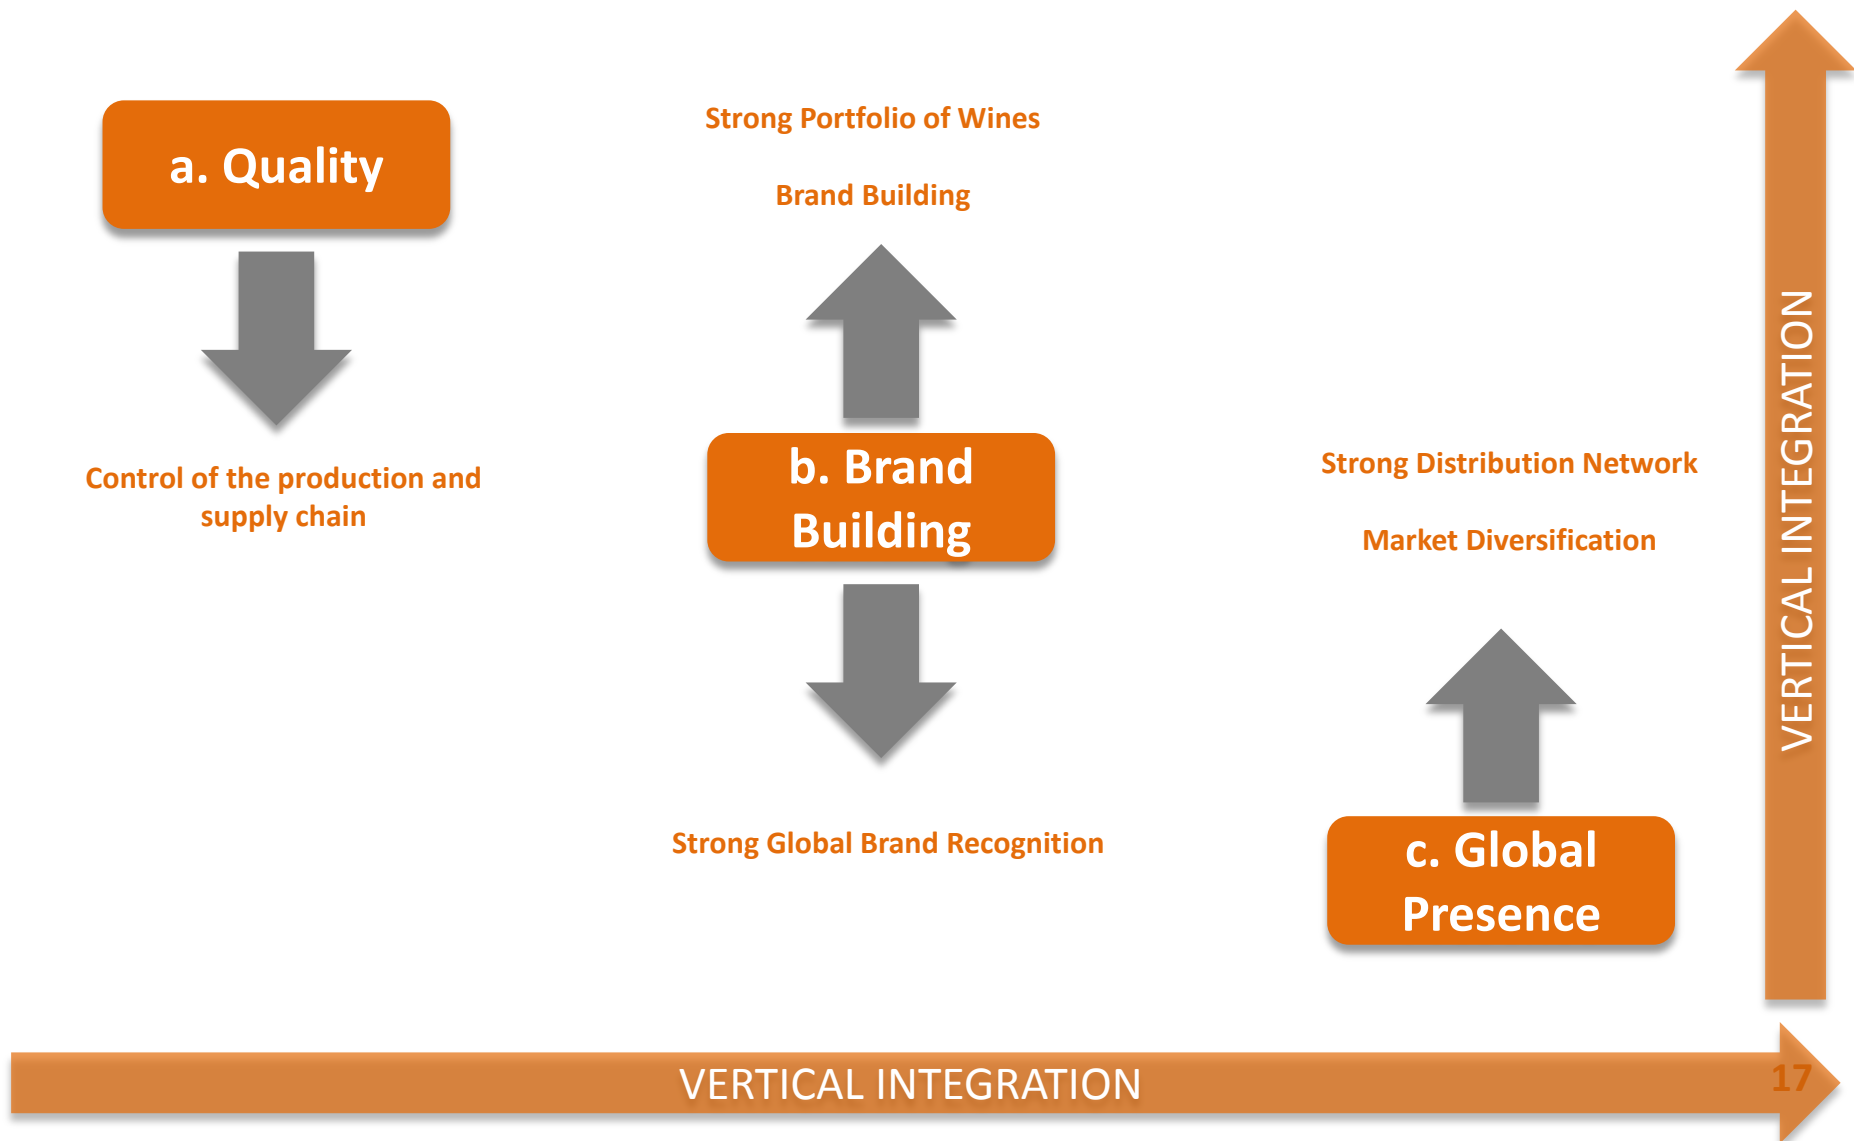 a. Quality
Control of the production and
supply chain
Strong Portfolio of Wines
Brand Building
b. Brand
Building
Strong Global Brand Recognition
Strong Distribution Network
Market Diversification
c. Global
Presence
VERTICAL INTEGRATION
VERTICAL INTEGRATION
17